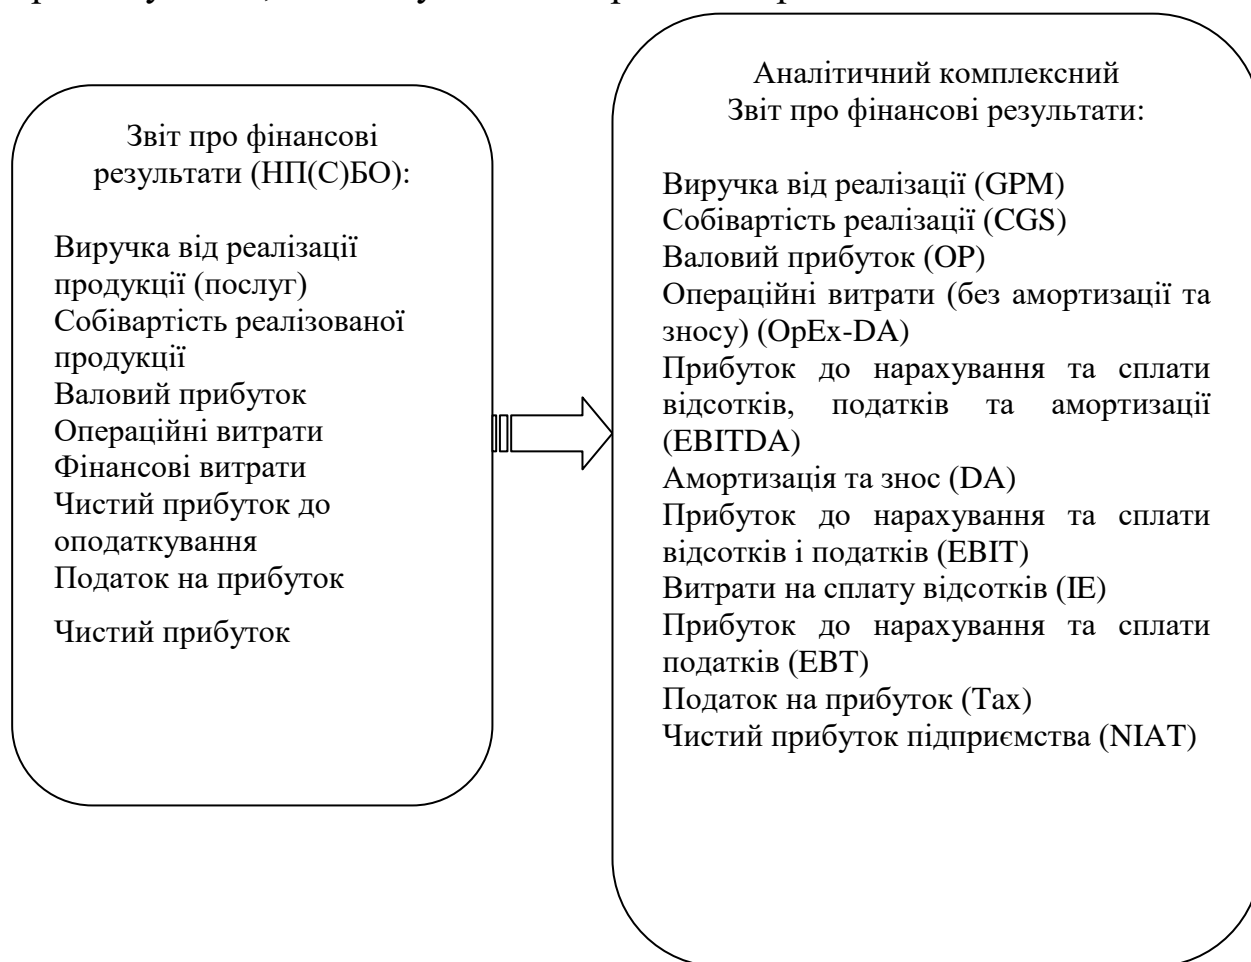 Звіт про фінансові
результати (НП(С)БО):
Виручка від реалізації
продукції (послуг)
Собівартість реалізованої
продукції
Валовий прибуток
Операційні витрати
Фінансові витрати
Чистий прибуток до
оподаткування
Податок на прибуток
Чистий прибуток
Аналітичний комплексний
Звіт про фінансові результати:
Виручка від реалізації (GPM)
Собівартість реалізації (CGS)
Валовий прибуток (OP)
Операційні витрати (без амортизації та
зносу) (OpEx-DA)
Прибуток до нарахування та сплати
відсотків, податків та амортизації
(EBITDA)
Амортизація та знос (DA)
Прибуток до нарахування та сплати
відсотків і податків (EBIT)
Витрати на сплату відсотків (IE)
Прибуток до нарахування та сплати
податків (EBT)
Податок на прибуток (Tax)
Чистий прибуток підприємства (NIAT)